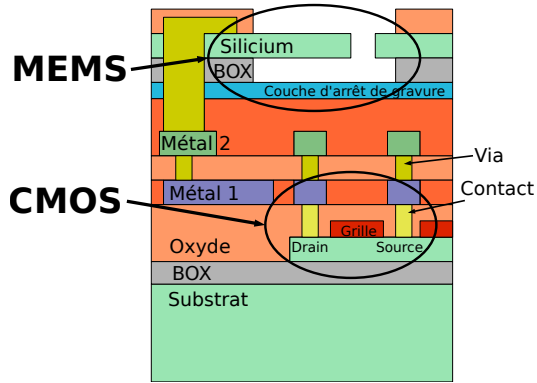 Silicium
MEMS
BOX
Couche d'arrêt de gravure
Métal 2
Via
Métal 1
Contact
CMOS
Grille
Oxyde
Drain
Source
BOX
Substrat